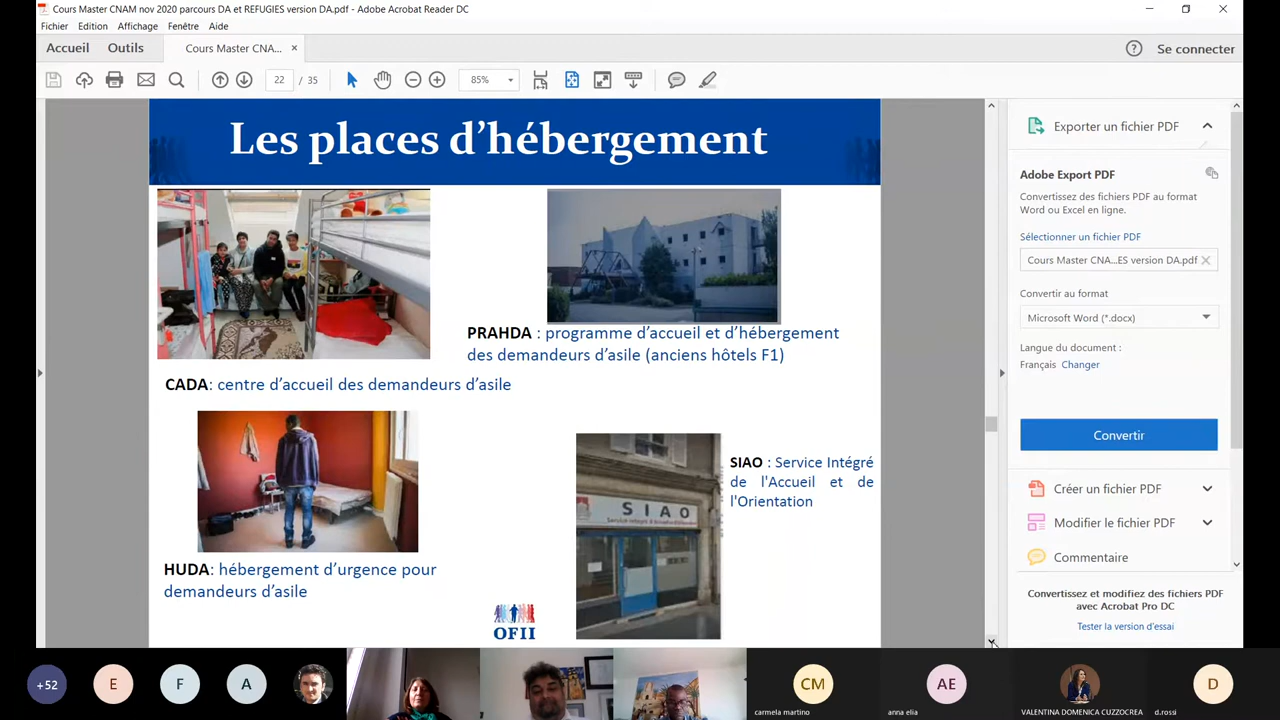 Cours Master CNAM nov 2020 parcours DA et REFUGIES version DA.pdf - Adobe Acrobat Reader DC
Fichier Edition Affichage Fenêtre Aide
Accueil Outils Cours Master CNA... × Se connecter
22 / 35 85%
Les places d'hébergement
PRAHDA : programme d'accueil et d'hébergement
des demandeurs d'asile (anciens hôtels F1)
CADA: centre d'accueil des demandeurs d'asile
SIAO : Service Intégré
de l'Accueil et de
l'Orientation
SIAO
HUDA: hébergement d'urgence pour
demandeurs d'asile
OFII
Exporter un fichier PDF
Adobe Export PDF
Convertissez des fichiers PDF au format
Word ou Excel en ligne.
Sélectionner un fichier PDF
Cours Master CNA...ES version DA.pdf
Convertir au format
Microsoft Word (*.docx)
Langue du document :
Français Changer
Convertir
Créer un fichier PDF
Modifier le fichier PDF
Commentaire
Convertissez et modifiez des fichiers PDF
avec Acrobat Pro DC
Tester la version d'essai
+52 E F A CM AE D
carmela martino anna elia VALENTINA DOMENICA CUZZOCREA d.rossi